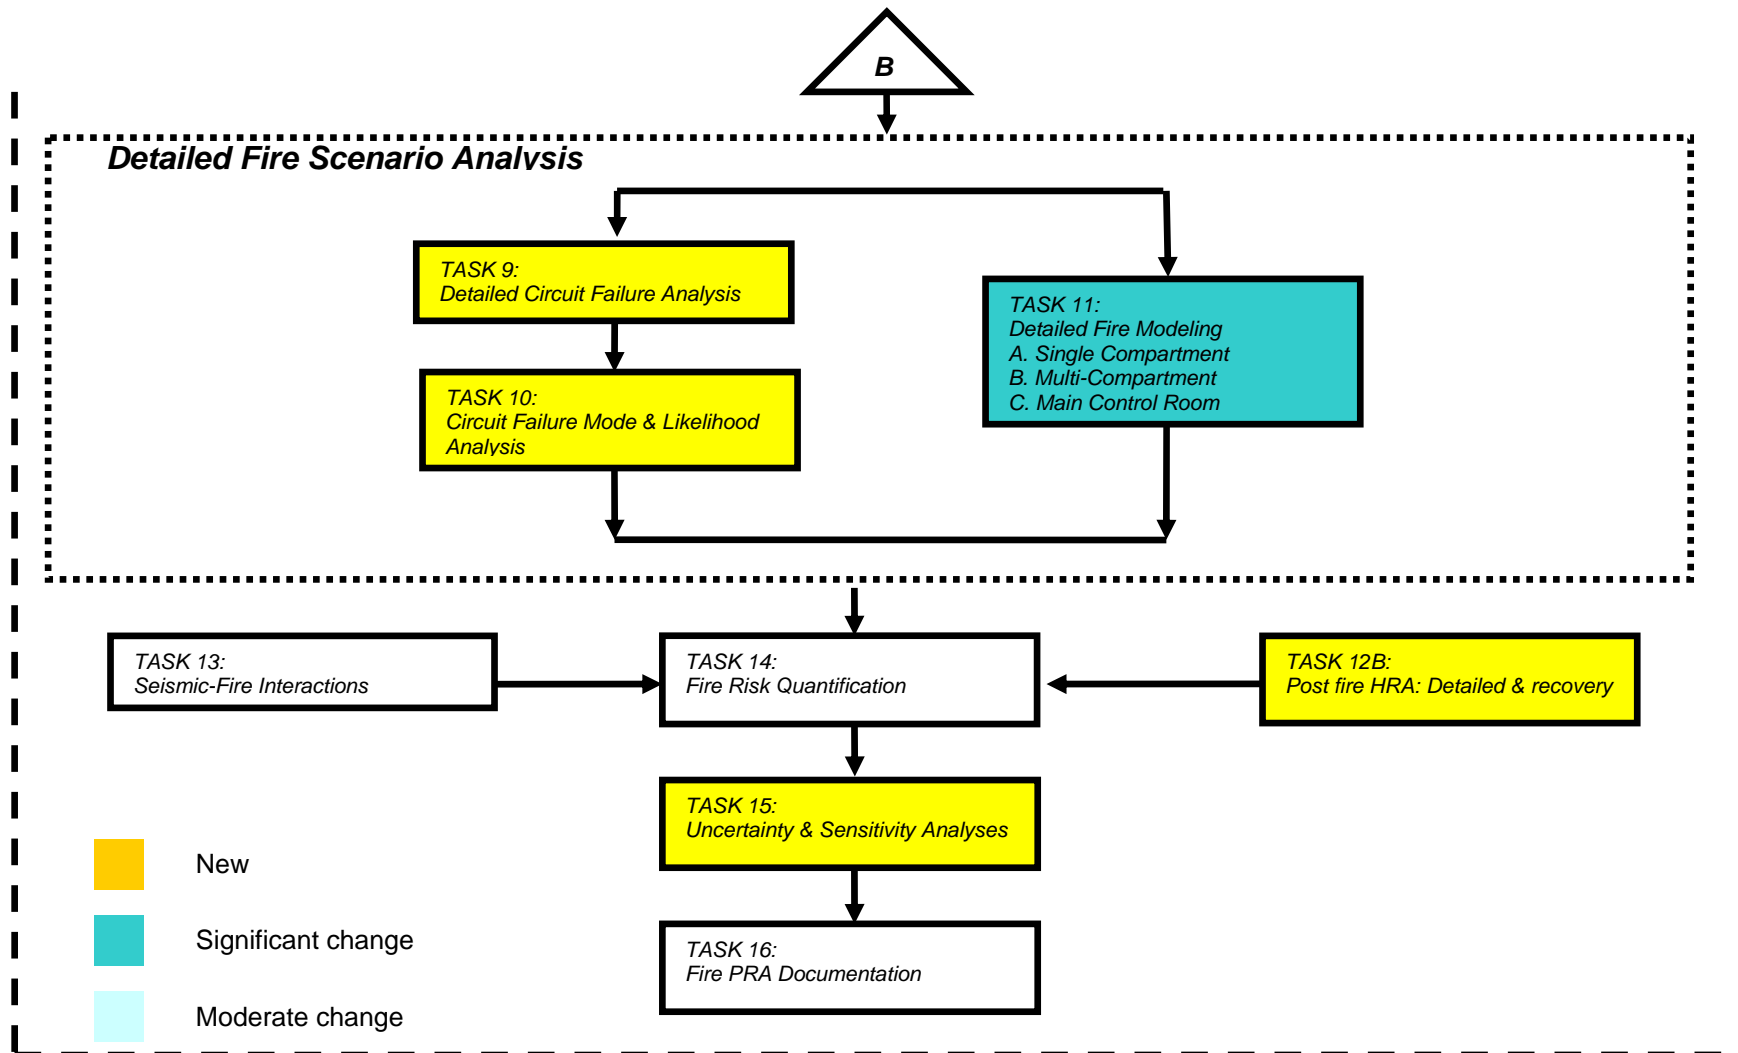 B
Detailed Fire Scenario Analysis
TASK 9:
Detailed Circuit Failure Analysis
TASK 10:
Circuit Failure Mode & Likelihood
Analysis
TASK 11:
Detailed Fire Modeling
A. Single Compartment
B. Multi-Compartment
C. Main Control Room
TASK 13:
Seismic-Fire Interactions
TASK 14:
Fire Risk Quantification
TASK 12B:
Post fire HRA: Detailed & recovery
TASK 15:
Uncertainty & Sensitivity Analyses
TASK 16:
Fire PRA Documentation
New
Significant change
Moderate change